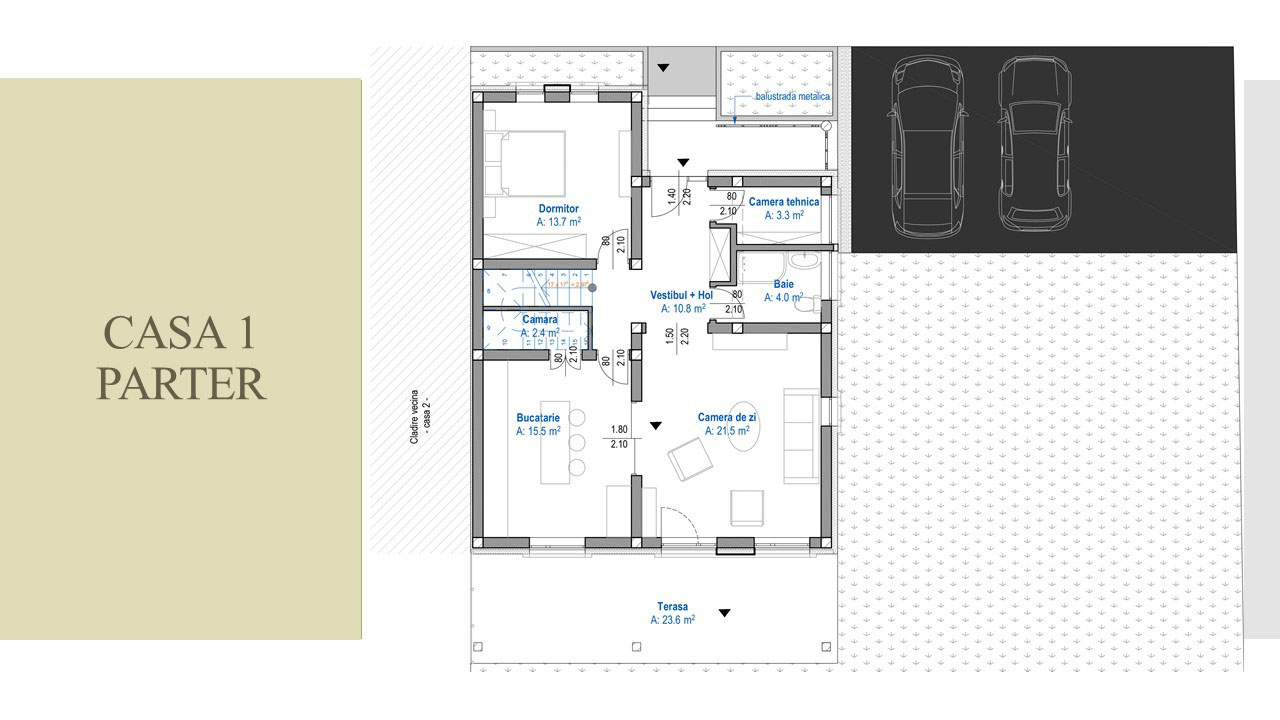 CASA 1
PARTER
balustrada metalica
1.40
2.20
80
2.10
Camera tehnica
A: 3.3 m²
Dormitor
A: 13.7 m²
80
2.10
17 x 17
Vestibul + Hol
A: 10.8 m²
80
2.10
Baie
A: 4.0 m²
Camara
A: 2.4 m²
1.50
2.20
80
2.10
80
2.10
Cladire vecina
- casa 2 -
Bucatarie
A: 15.5 m²
1.80
2.10
Camera de zi
A: 21.5 m²
Terasa
A: 23.6 m²